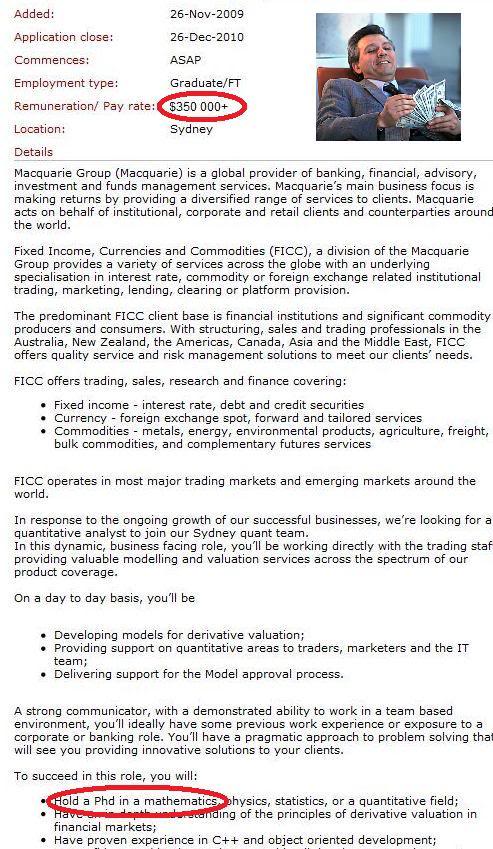 Added: 26-Nov-2009
Application close: 26-Dec-2010
Commences: ASAP
Employment type: Graduate/FT
Remuneration/ Pay rate: $350 000+
Location: Sydney
Details
Macquarie Group (Macquarie) is a global provider of banking, financial, advisory,
investment and funds management services. Macquarie's main business focus is
making returns by providing a diversified range of services to clients. Macquarie
acts on behalf of institutional, corporate and retail clients and counterparties around
the world.
Fixed Income, Currencies and Commodities (FICC), a division of the Macquarie
Group provides a variety of services across the globe with an underlying
specialisation in interest rate, commodity or foreign exchange related institutional
trading, marketing, lending, clearing or platform provision.
The predominant FICC client base is financial institutions and significant commodity
producers and consumers. With structuring, sales and trading professionals in the
Australia, New Zealand, the Americas, Canada, Asia and the Middle East, FICC
offers quality service and risk management solutions to meet our clients' needs.
FICC offers trading, sales, research and finance covering:
• Fixed income - interest rate, debt and credit securities
• Currency - foreign exchange spot, forward and tailored services
• Commodities - metals, energy, environmental products, agriculture, freight,
bulk commodities, and complementary futures services
FICC operates in most major trading markets and emerging markets around the
world.
In response to the ongoing growth of our successful businesses, we're looking for a
quantitative analyst to join our Sydney quant team.
In this dynamic, business facing role, you'll be working directly with the trading staf
providing valuable modelling and valuation services across the spectrum of our
product coverage.
On a day to day basis, you'll be
• Developing models for derivative valuation;
• Providing support on quantitative areas to traders, marketers and the IT
team;
• Delivering support for the Model approval process.
A strong communicator, with a demonstrated ability to work in a team based
environment, you'll ideally have some previous work experience or exposure to a
corporate or banking role. You'll have a pragmatic approach to problem solving that
will see you providing innovative solutions to your clients.
To succeed in this role, you will:
• Hold a Phd in a mathematics, physics, statistics, or a quantitative field;
• Have an in depth understanding of the principles of derivative valuation in
financial markets;
• Have proven experience in C++ and object oriented development;